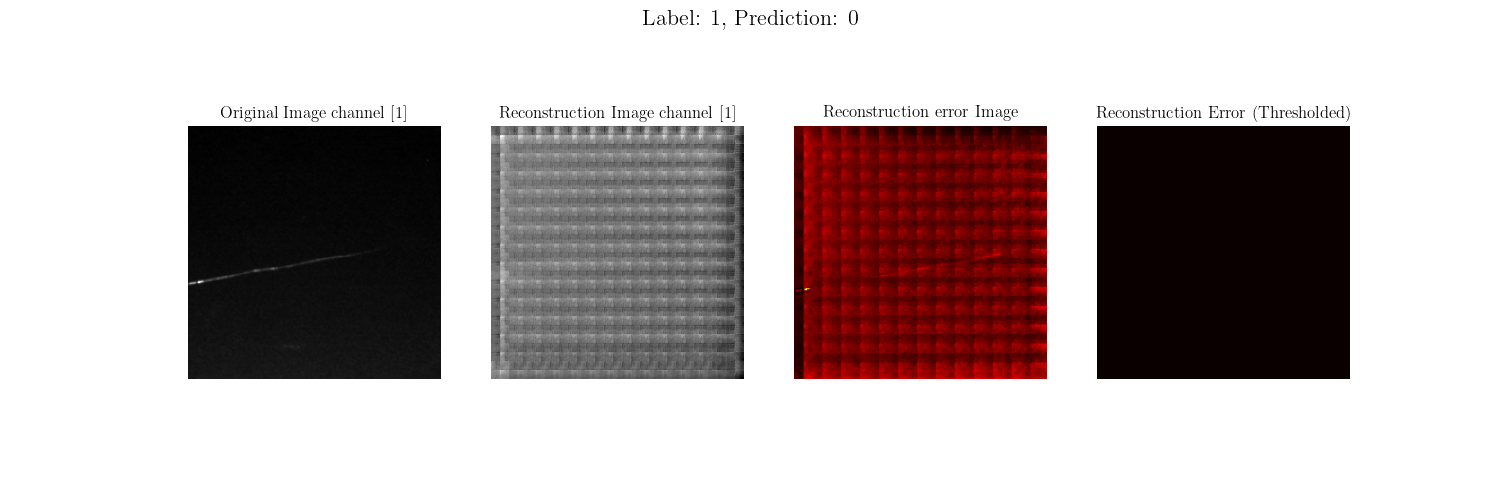 Label: 1, Prediction: 0
Original Image channel [1]
Reconstruction Image channel [1]
Reconstruction error Image
Reconstruction Error (Thresholded)